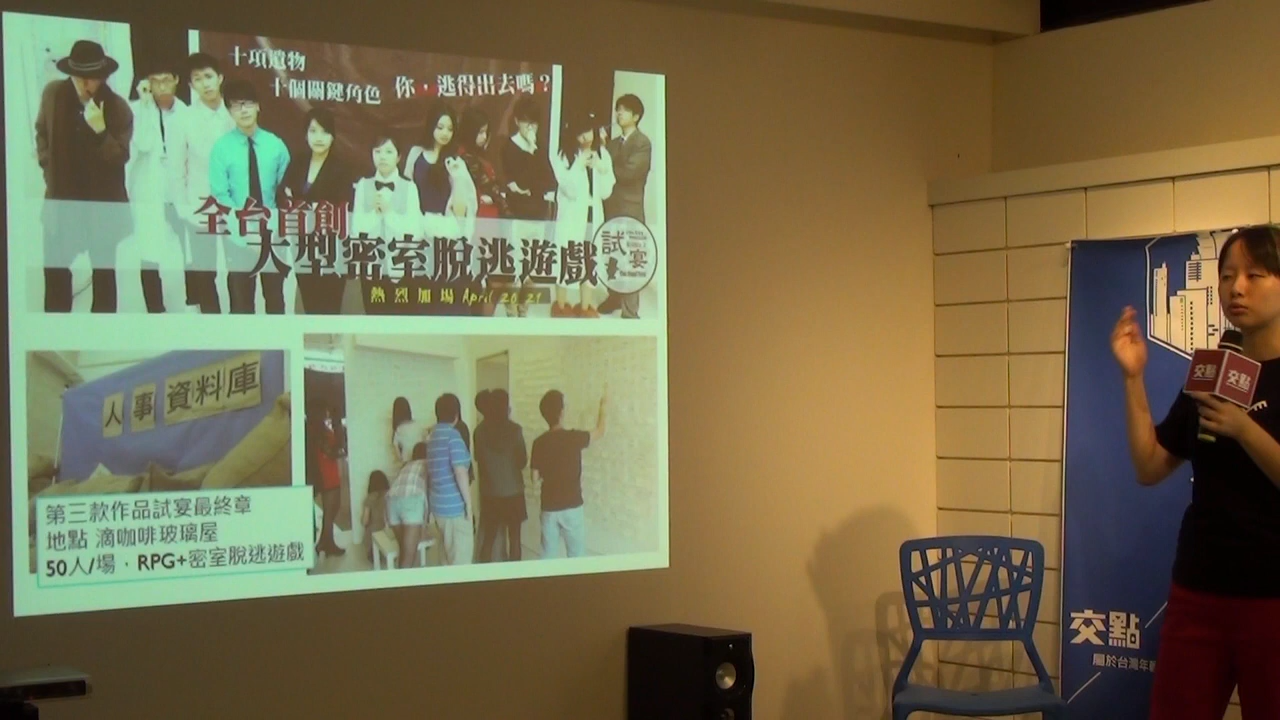 十項遺物
十個關鍵角色 你，逃得出去嗎？
全台首創
大型密室脫逃遊戲
試宴
熱烈加場 April 20.21
人事資料庫
第三款作品試宴最終章
地點 滴咖啡玻璃屋
50人/場，RPG+密室脫逃遊戲
交點 交點
交點
屬於台灣年